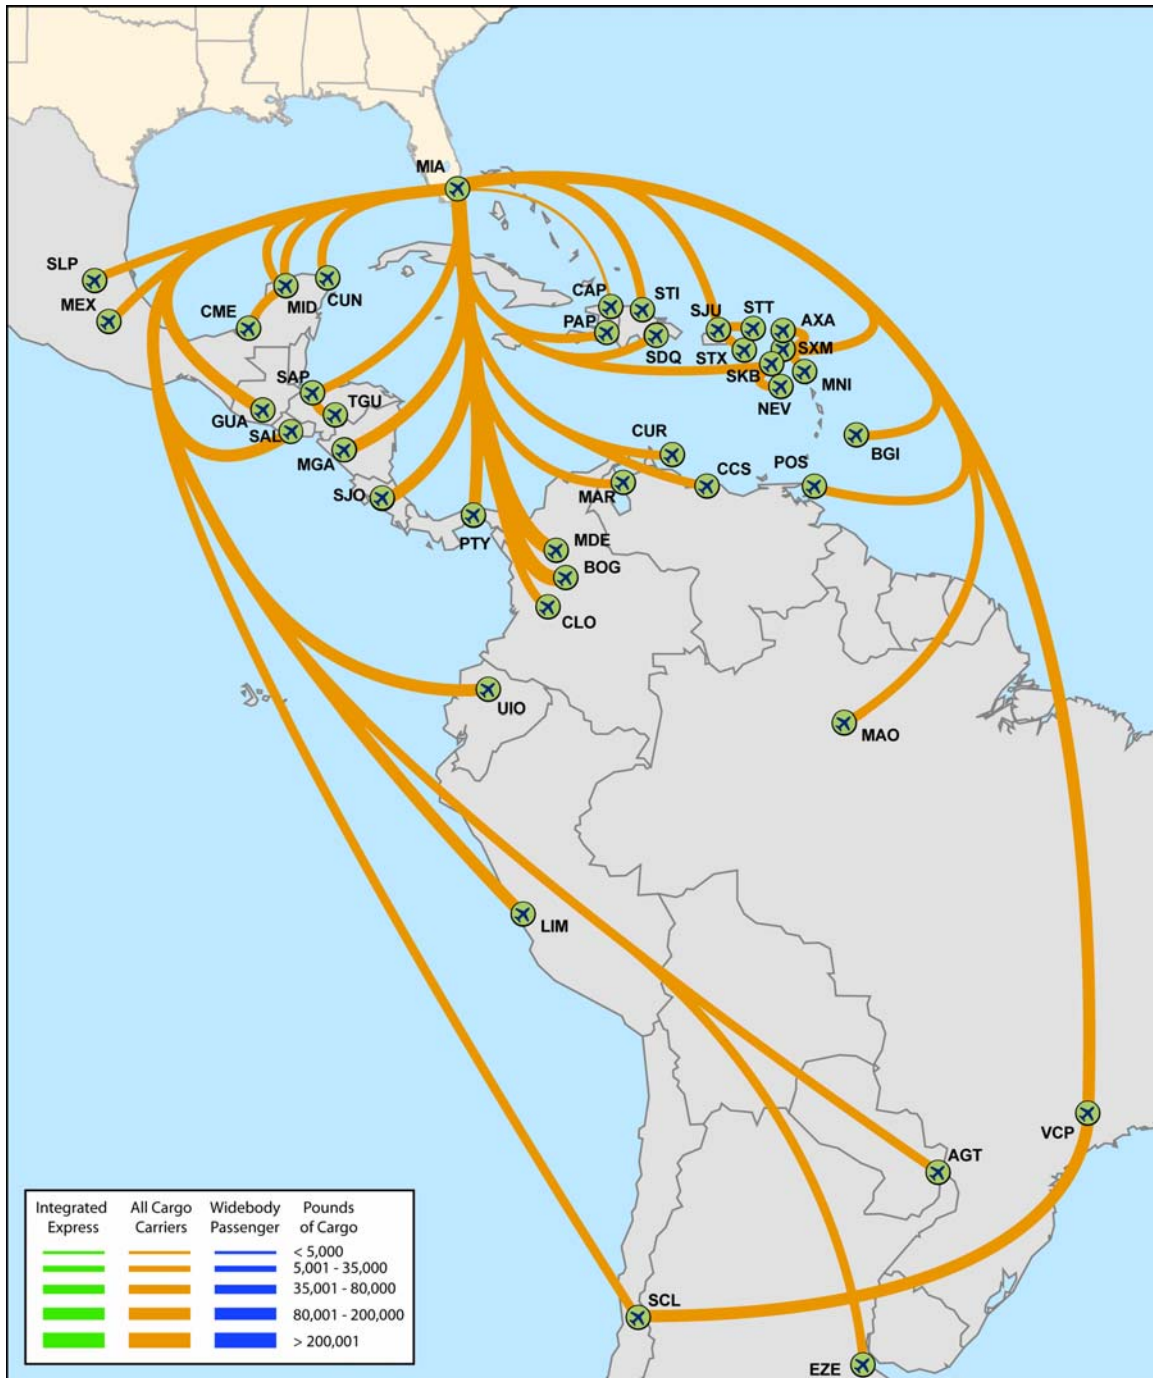 MIA
SLP
MEX
CME
MID
CUN
CAP
STI
PAP
SDQ
SJU
STT
AXA
STX
SXM
SKB
MNI
NEV
SAP
TGU
GUA
SAL
MGA
SJO
PTY
CUR
CCS
MAR
POS
BGI
MDE
BOG
CLO
UIO
MAO
LIM
VCP
AGT
SCL
EZE
Integrated Express
All Cargo Carriers
Widebody Passenger
Pounds of Cargo
< 5,000
5,001 - 35,000
35,001 - 80,000
80,001 - 200,000
> 200,001